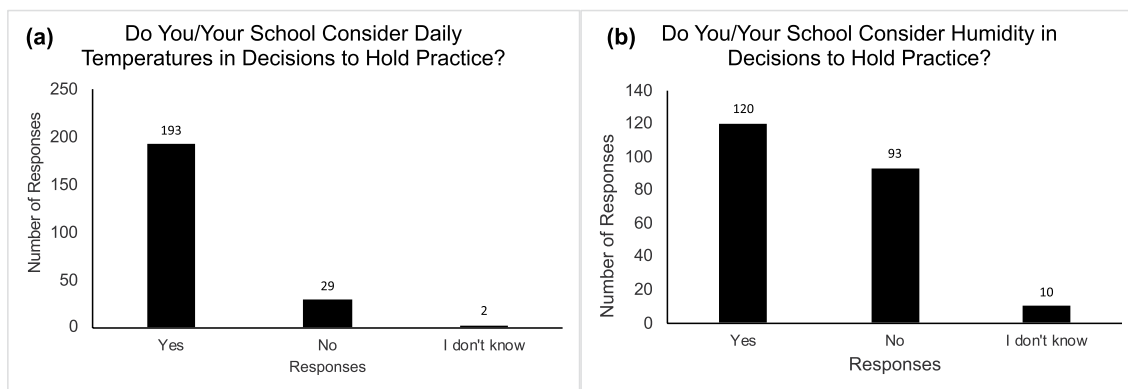 (a)
Do You/Your School Consider Daily
Temperatures in Decisions to Hold Practice?
Number of Responses
250
200
150
100
50
0
193
29
2
Yes
No
I don't know
Responses
(b)
Do You/Your School Consider Humidity in
Decisions to Hold Practice?
Number of Responses
140
120
100
80
60
40
20
0
120
93
10
Yes
No
I don't know
Responses